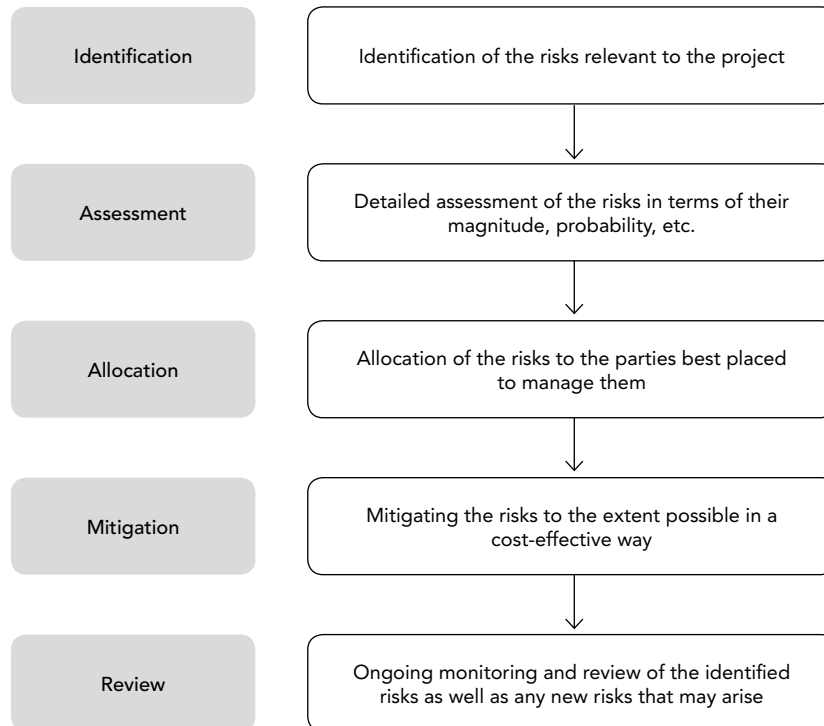 Identification
Identification of the risks relevant to the project
Assessment
Detailed assessment of the risks in terms of their
magnitude, probability, etc.
Allocation
Allocation of the risks to the parties best placed
to manage them
Mitigation
Mitigating the risks to the extent possible in a
cost-effective way
Review
Ongoing monitoring and review of the identified
risks as well as any new risks that may arise